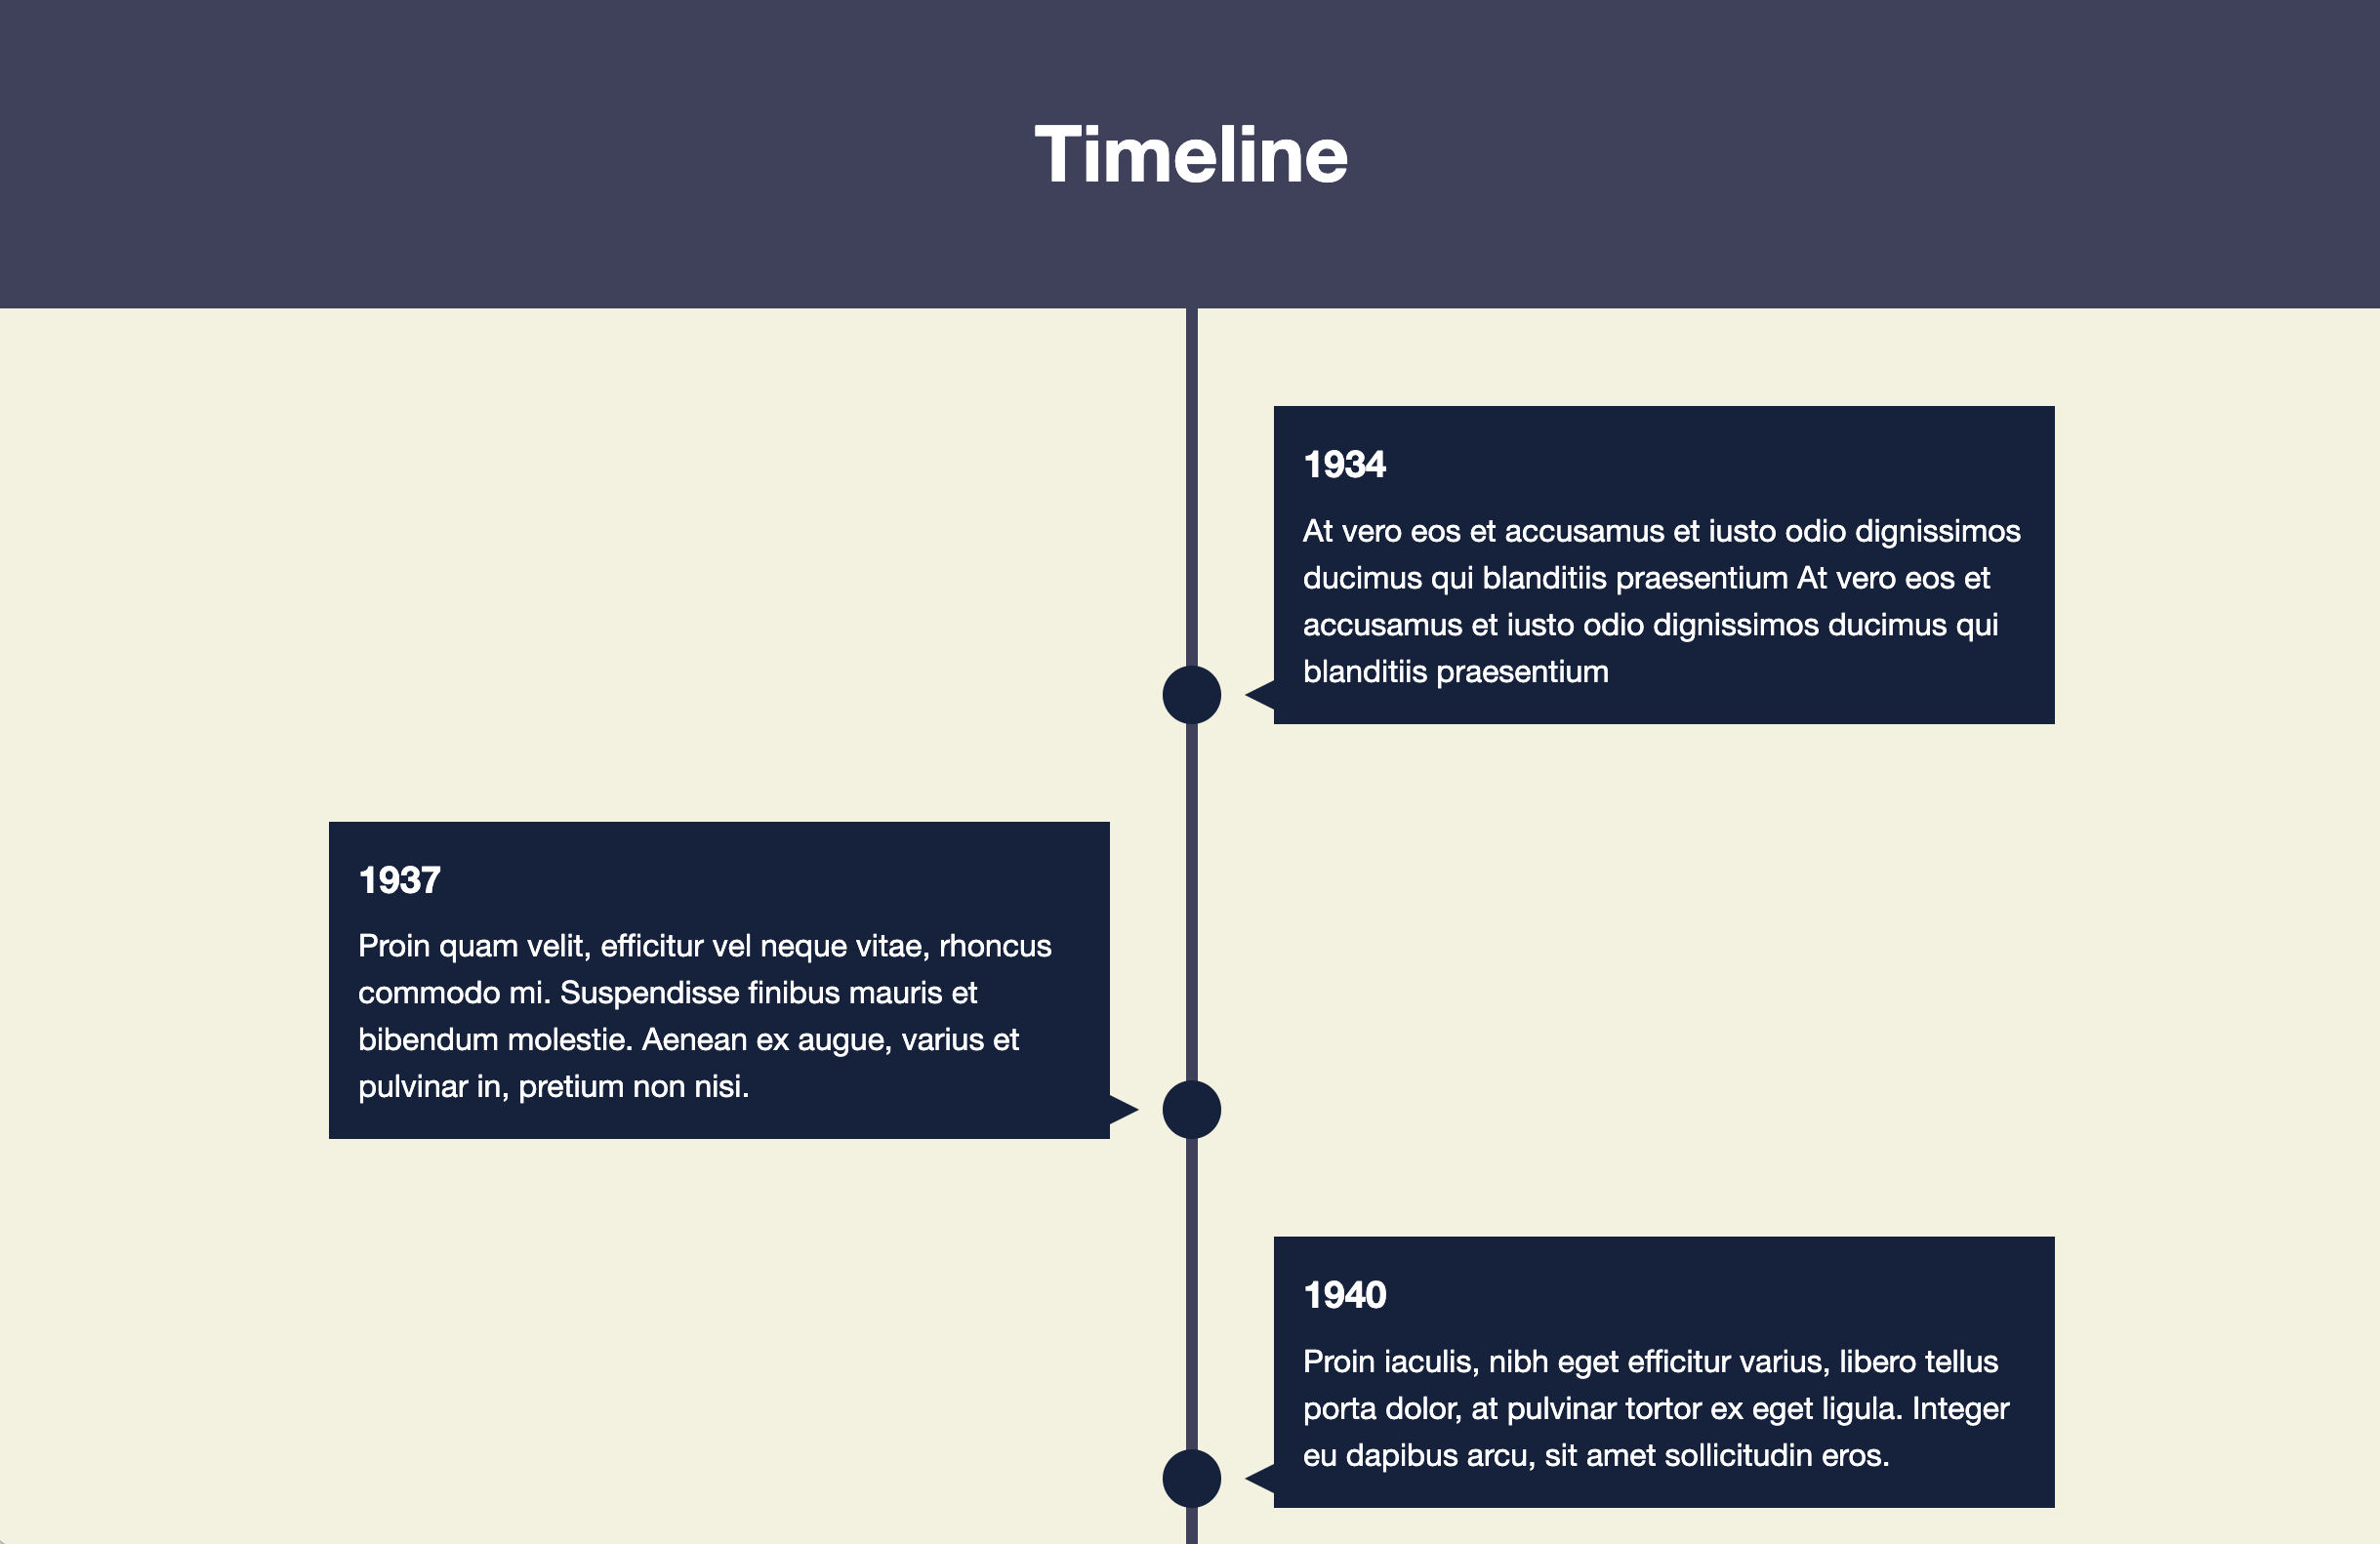 Timeline
1934
At vero eos et accusamus et iusto odio dignissimos
ducimus qui blanditiis praesentium At vero eos et
accusamus et iusto odio dignissimos ducimus qui
blanditiis praesentium
1937
Proin quam velit, efficitur vel neque vitae, rhoncus
commodo mi. Suspendisse finibus mauris et
bibendum molestie. Aenean ex augue, varius et
pulvinar in, pretium non nisi.
1940
Proin iaculis, nibh eget efficitur varius, libero tellus
porta dolor, at pulvinar tortor ex eget ligula. Integer
eu dapibus arcu, sit amet sollicitudin eros.